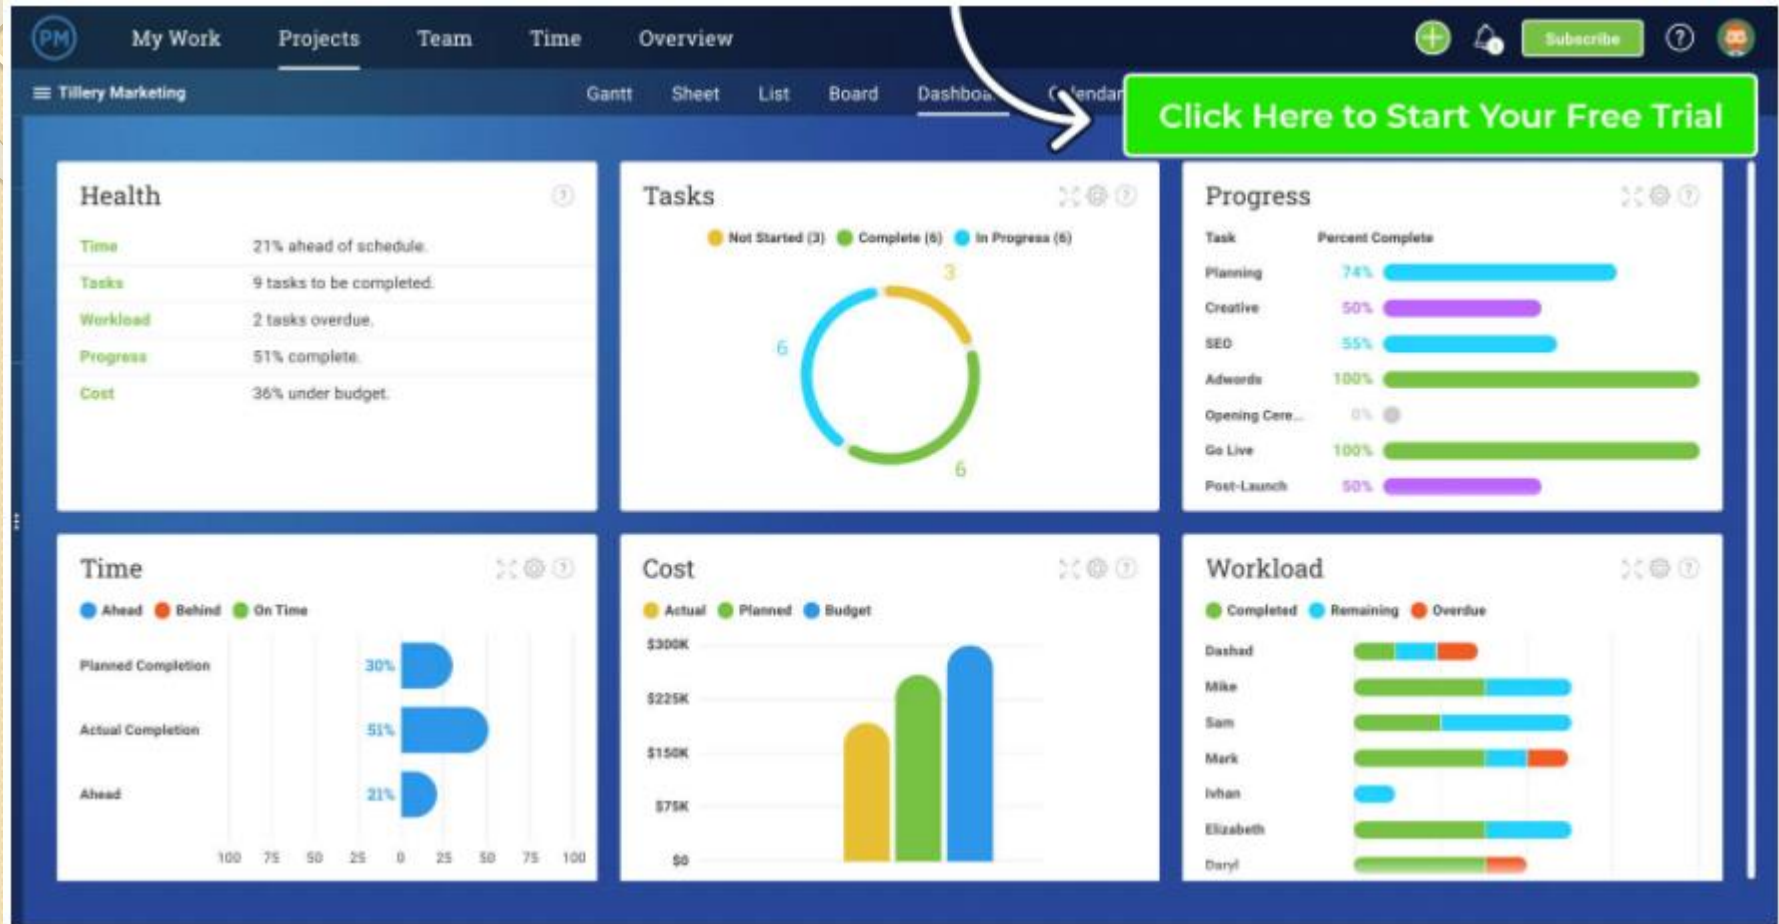 PM My Work Projects Team Time Overview Subscribe ?
Tillery Marketing Gantt Sheet List Board Dashboa
Click Here to Start Your Free Trial
Health ?
Time 21% ahead of schedule.
Tasks 9 tasks to be completed.
Workload 2 tasks overdue.
Progress 51% complete.
Cost 36% under budget.
Tasks ?
Not Started (3) Complete (6) In Progress (6)
3
6
6
Progress ?
Task Percent Complete
Planning 74%
Creative 50%
SEO 55%
Adwords 100%
Opening Cere... 0%
Go Live 100%
Post-Launch 50%
Time ?
Ahead Behind On Time
Planned Completion 30%
Actual Completion 51%
Ahead 21%
100 75 50 25 0 25 50 75 100
Cost ?
Actual Planned Budget
$300K
$225K
$150K
$75K
$0
Workload ?
Completed Remaining Overdue
Dashad
Mike
Sam
Mark
Ivhan
Elizabeth
Daryl